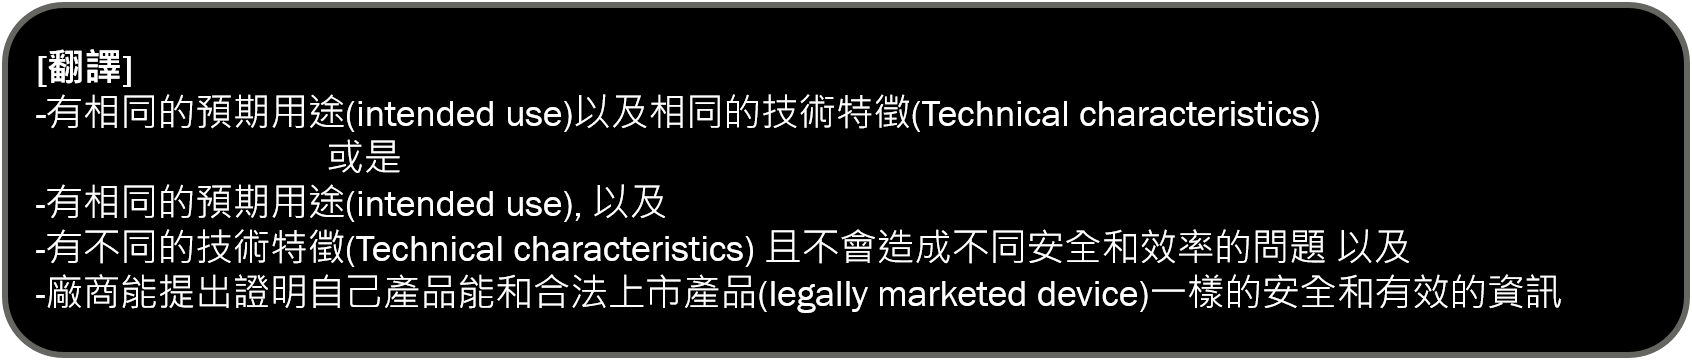 [翻譯]
-有相同的預期用途(intended use)以及相同的技術特徵(Technical characteristics)
或是
-有相同的預期用途(intended use), 以及
-有不同的技術特徵(Technical characteristics) 且不會造成不同安全和效率的問題 以及
-廠商能提出證明自己產品能和合法上市產品(legally marketed device)一樣的安全和有效的資訊